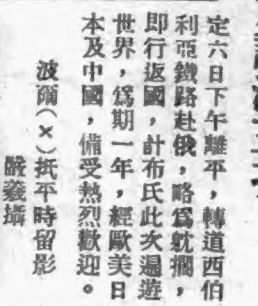 定六日下午離平，轉道西伯
利亞鐵路赴俄，略爲躭擱，
即行返國，計布氏此次遍遊
世界，爲期一年，經歐美日
本及中國，備受熱烈歡迎。
波爾（×）抵平時留影
嚴羲攝